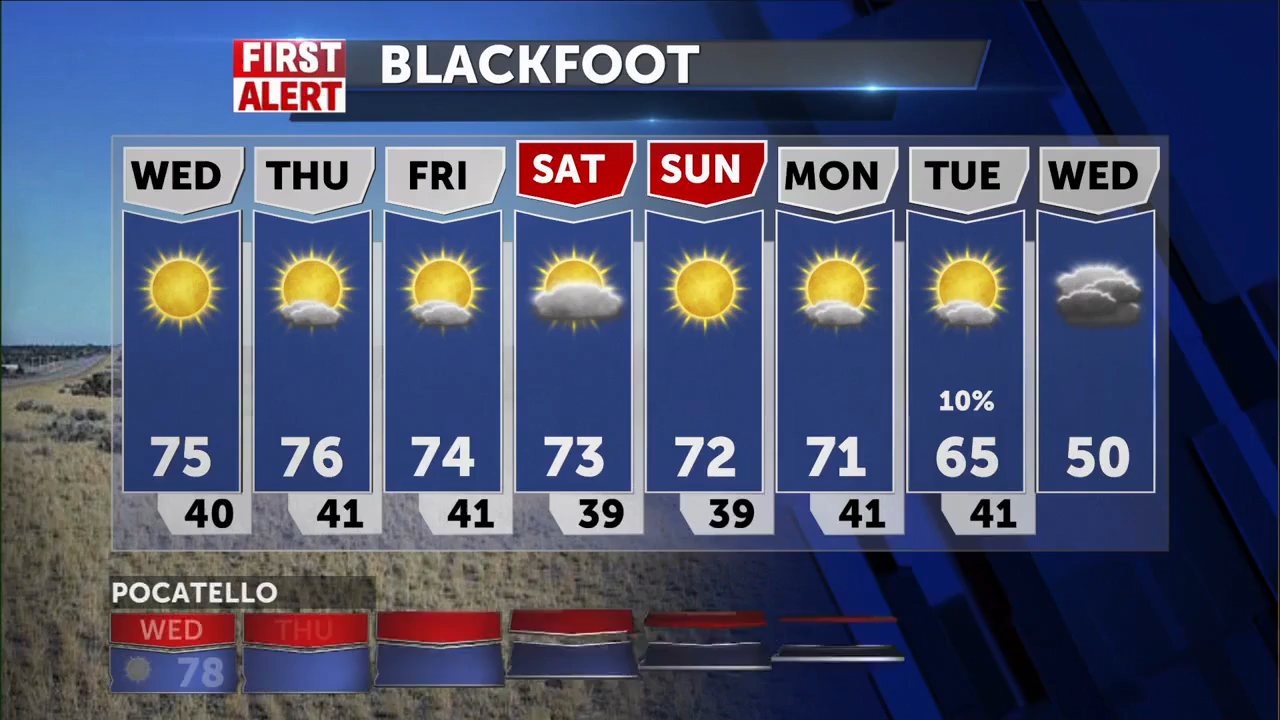 FIRST
ALERT
BLACKFOOT
WED THU FRI SAT SUN MON TUE WED
10%
75 76 74 73 72 71 65 50
40 41 41 39 39 41 41
POCATELLO
WED THU
78